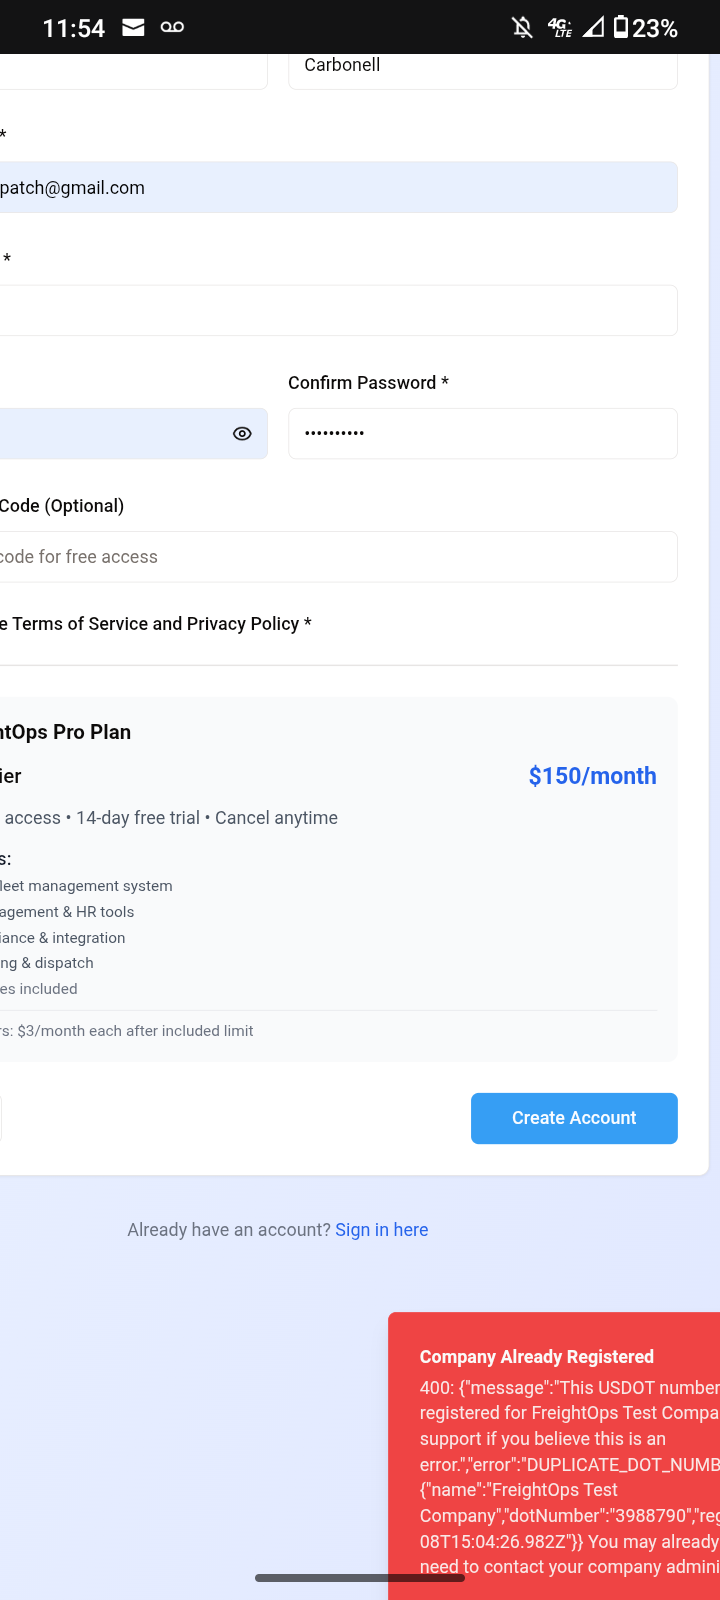 11:54
4G+
LTE
23%
Carbonell
*
patch@gmail.com
*
Confirm Password *
••••••••••
Code (Optional)
code for free access
e Terms of Service and Privacy Policy *
htOps Pro Plan
ier
$150/month
access • 14-day free trial • Cancel anytime
s:
leet management system
agement & HR tools
iance & integration
ng & dispatch
es included
rs: $3/month each after included limit
Create Account
Already have an account? Sign in here
Company Already Registered
400: {"message":"This USDOT number
registered for FreightOps Test Compa
support if you believe this is an
error.","error":"DUPLICATE_DOT_NUMB
{"name":"FreightOps Test
Company","dotNumber":"3988790","reg
08T15:04:26.982Z"}} You may already
need to contact your company admini